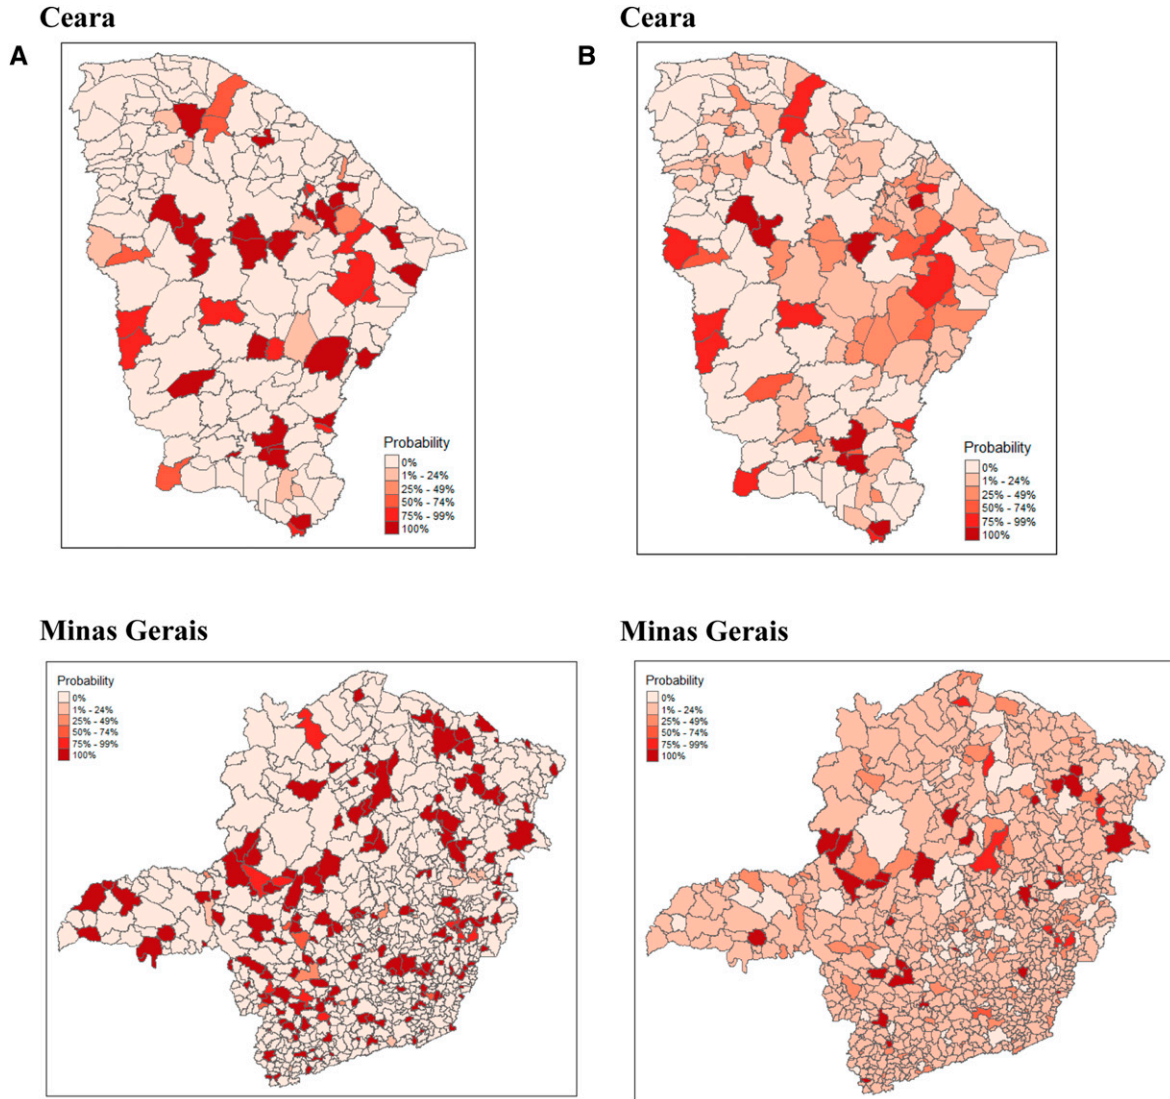 Ceara
Ceara
A
B
Probability
0%
1% - 24%
25% - 49%
50% - 74%
75% - 99%
100%
Probability
0%
1% - 24%
25% - 49%
50% - 74%
75% - 99%
100%
Minas Gerais
Minas Gerais
Probability
0%
1% - 24%
25% - 49%
50% - 74%
75% - 99%
100%
Probability
0%
1% - 24%
25% - 49%
50% - 74%
75% - 99%
100%